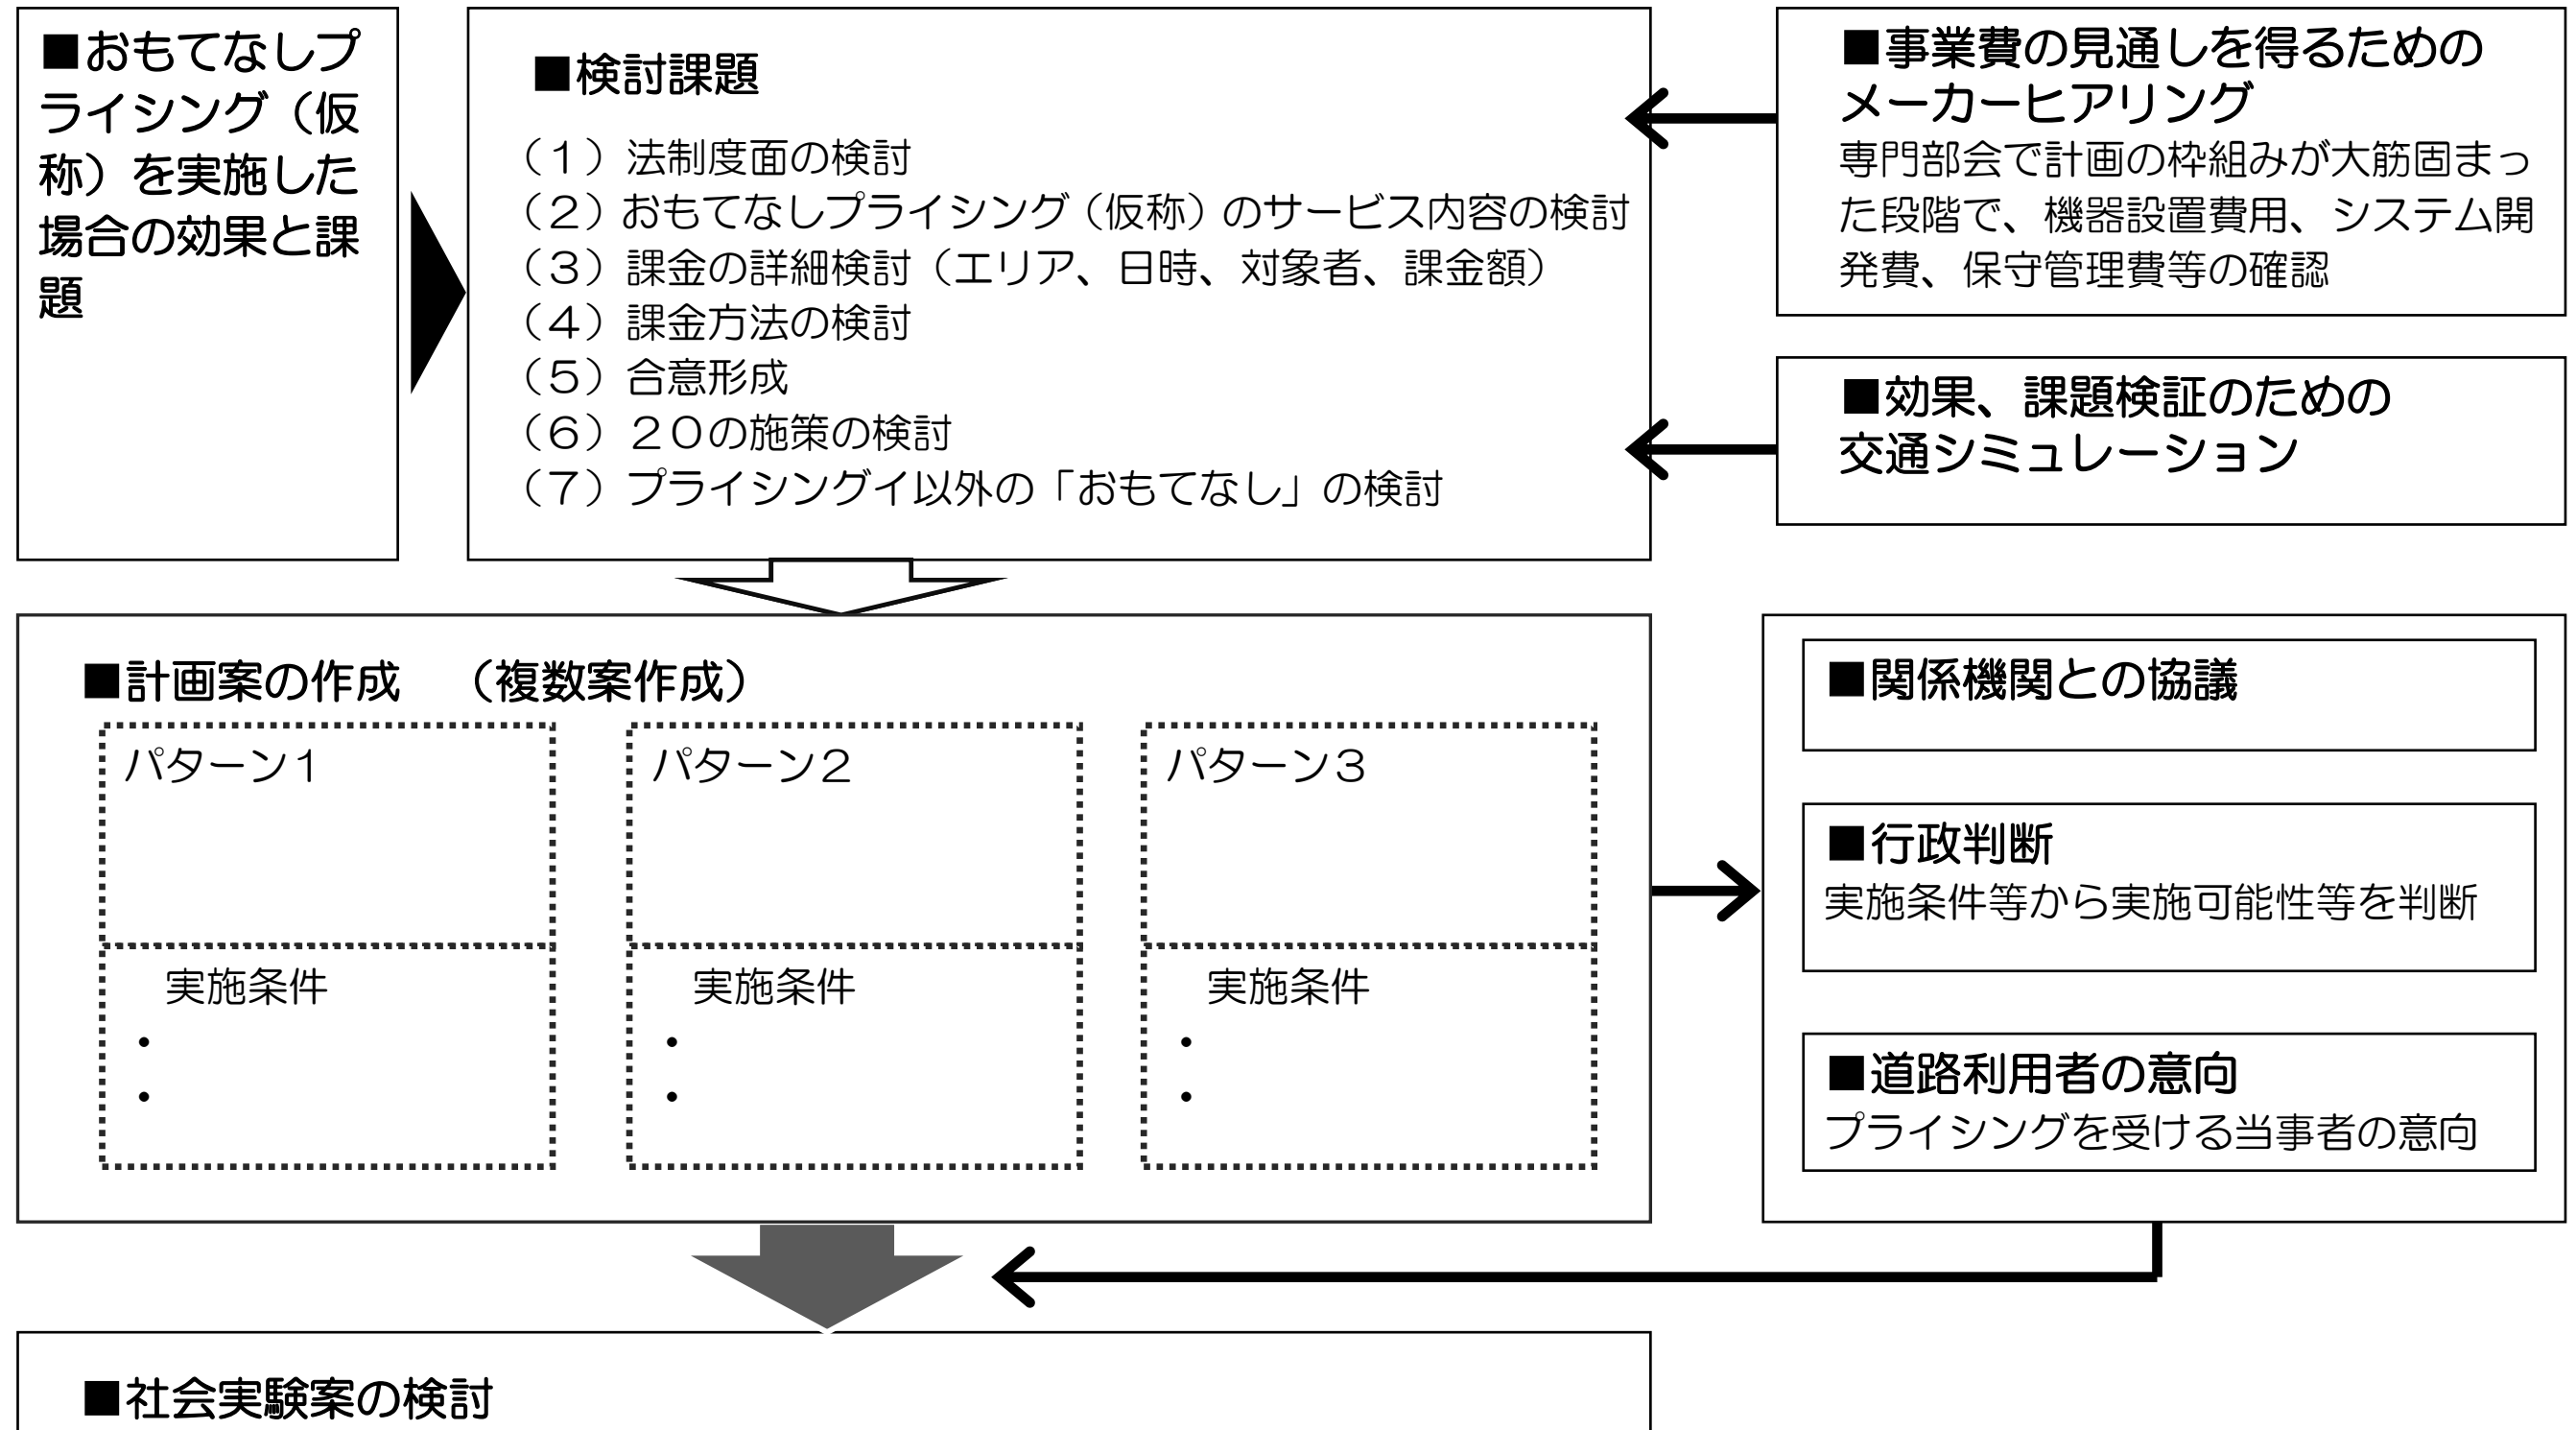 ■おもてなしプ
ライシング（仮
称）を実施した
場合の効果と課
題
■検討課題
（１）法制度面の検討
（２）おもてなしプライシング（仮称）のサービス内容の検討
（３）課金の詳細検討（エリア、日時、対象者、課金額）
（４）課金方法の検討
（５）合意形成
（６）２０の施策の検討
（７）プライシングイ以外の「おもてなし」の検討
■事業費の見通しを得るための
メーカーヒアリング
専門部会で計画の枠組みが大筋固まっ
た段階で、機器設置費用、システム開
発費、保守管理費等の確認
■効果、課題検証のための
交通シミュレーション
■計画案の作成　（複数案作成）
パターン１
実施条件
・
・
パターン２
実施条件
・
・
パターン３
実施条件
・
・
■関係機関との協議
■行政判断
実施条件等から実施可能性等を判断
■道路利用者の意向
プライシングを受ける当事者の意向
■社会実験案の検討